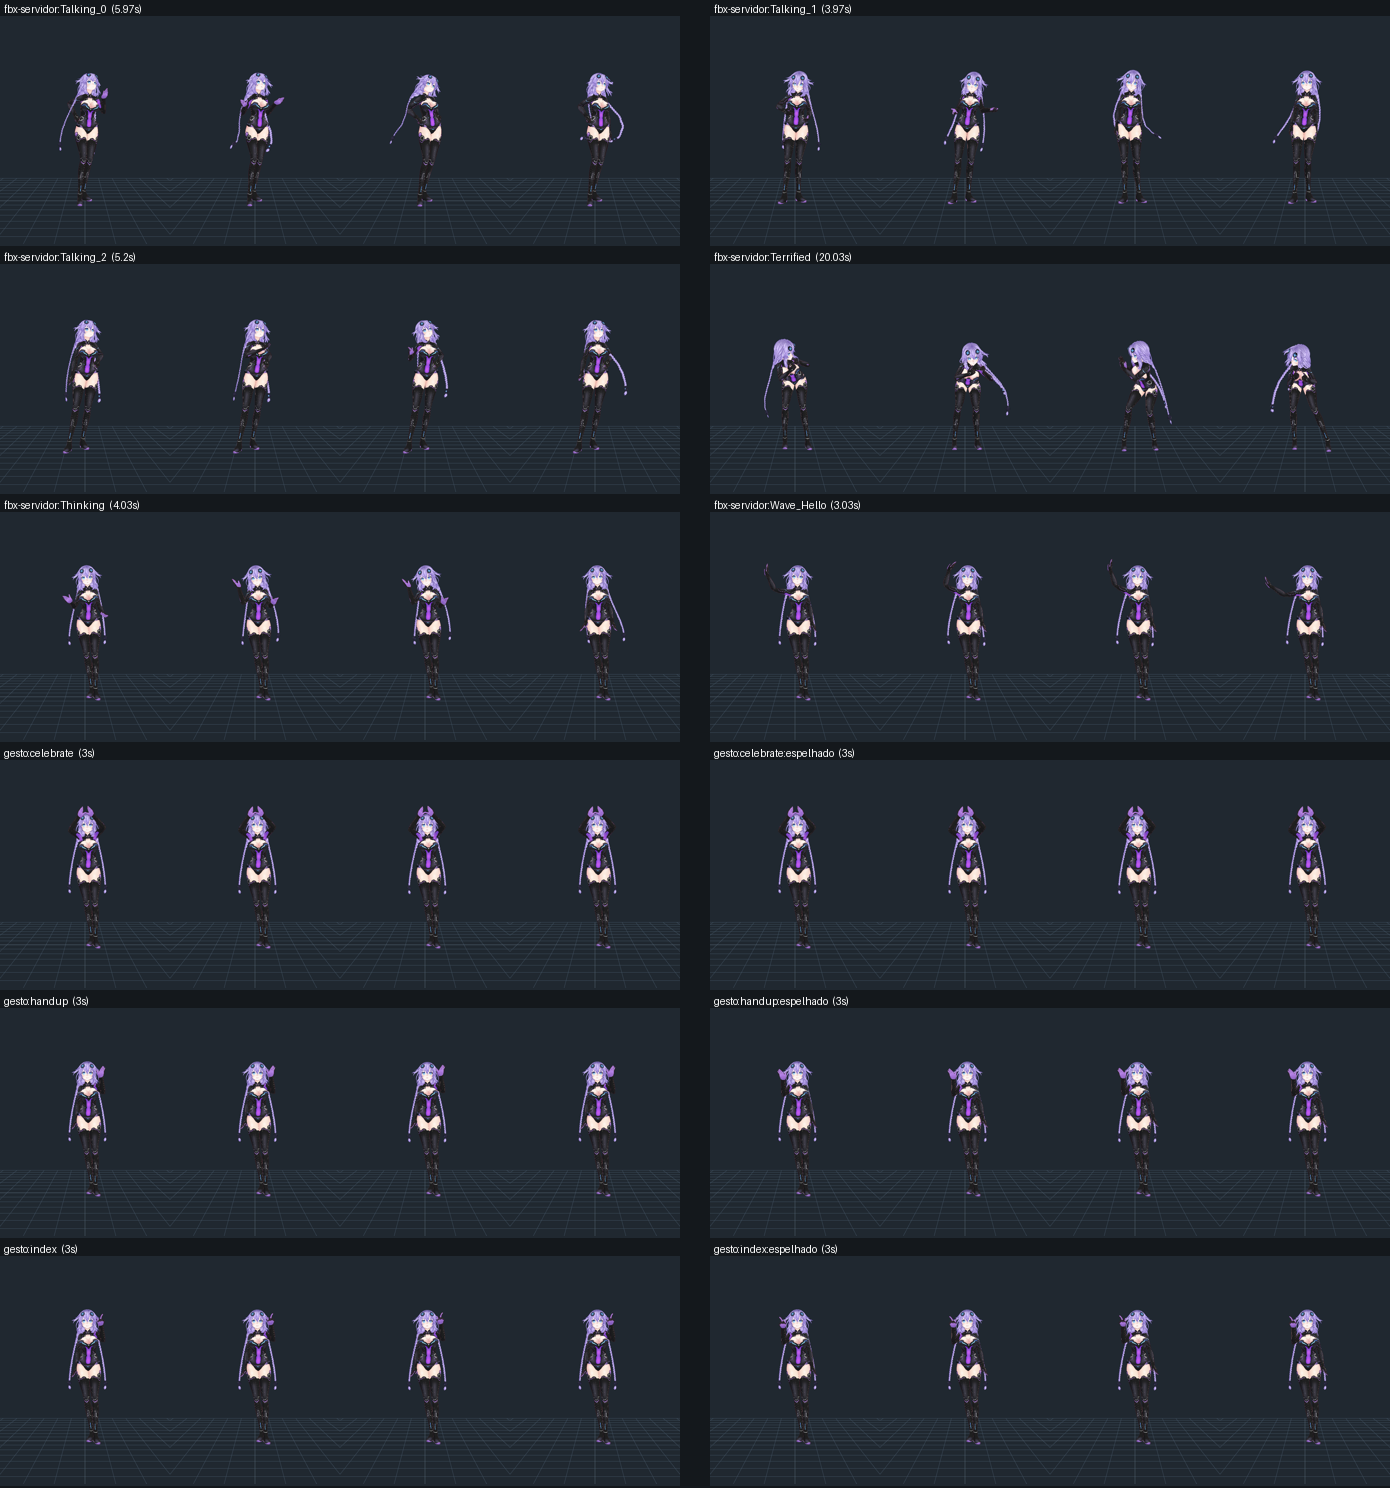 fbx-servidor:Talking_0 (5.97s)
fbx-servidor:Talking_1 (3.97s)
fbx-servidor:Talking_2 (5.2s)
fbx-servidor:Terrified (20.03s)
fbx-servidor:Thinking (4.03s)
fbx-servidor:Wave_Hello (3.03s)
gesto:celebrate (3s)
gesto:celebrate:espelhado (3s)
gesto:handup (3s)
gesto:handup:espelhado (3s)
gesto:index (3s)
gesto:index:espelhado (3s)